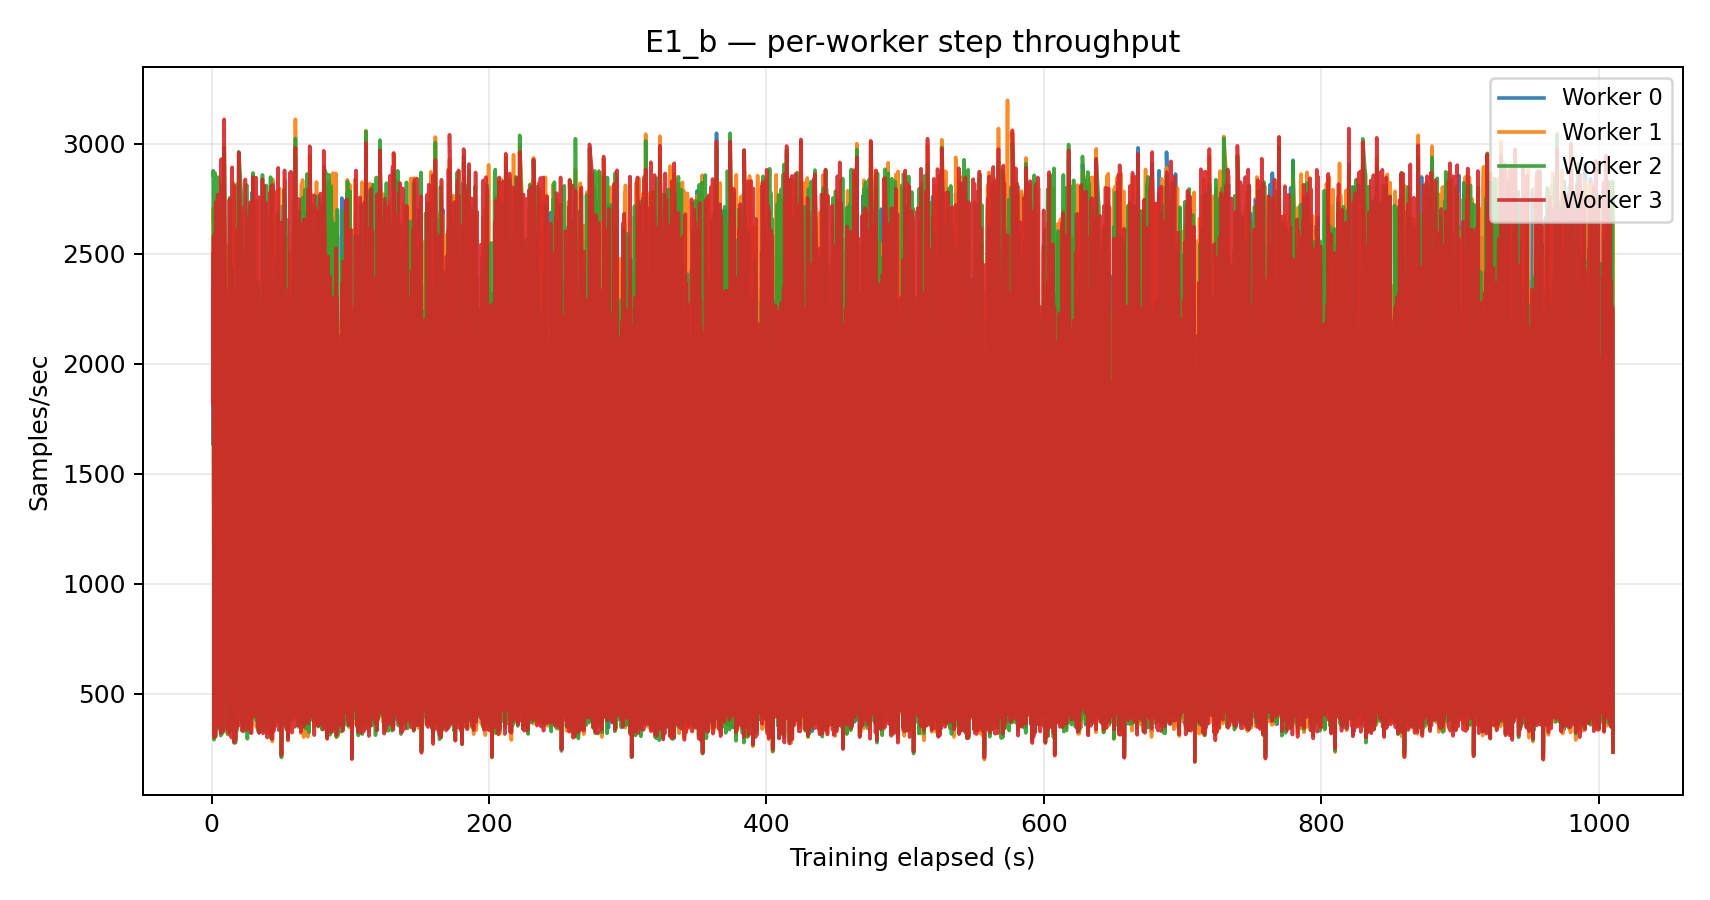 E1_b — per-worker step throughput
Worker 0
Worker 1
Worker 2
Worker 3
Samples/sec
3000
2500
2000
1500
1000
500
0
200
400
600
800
1000
Training elapsed (s)